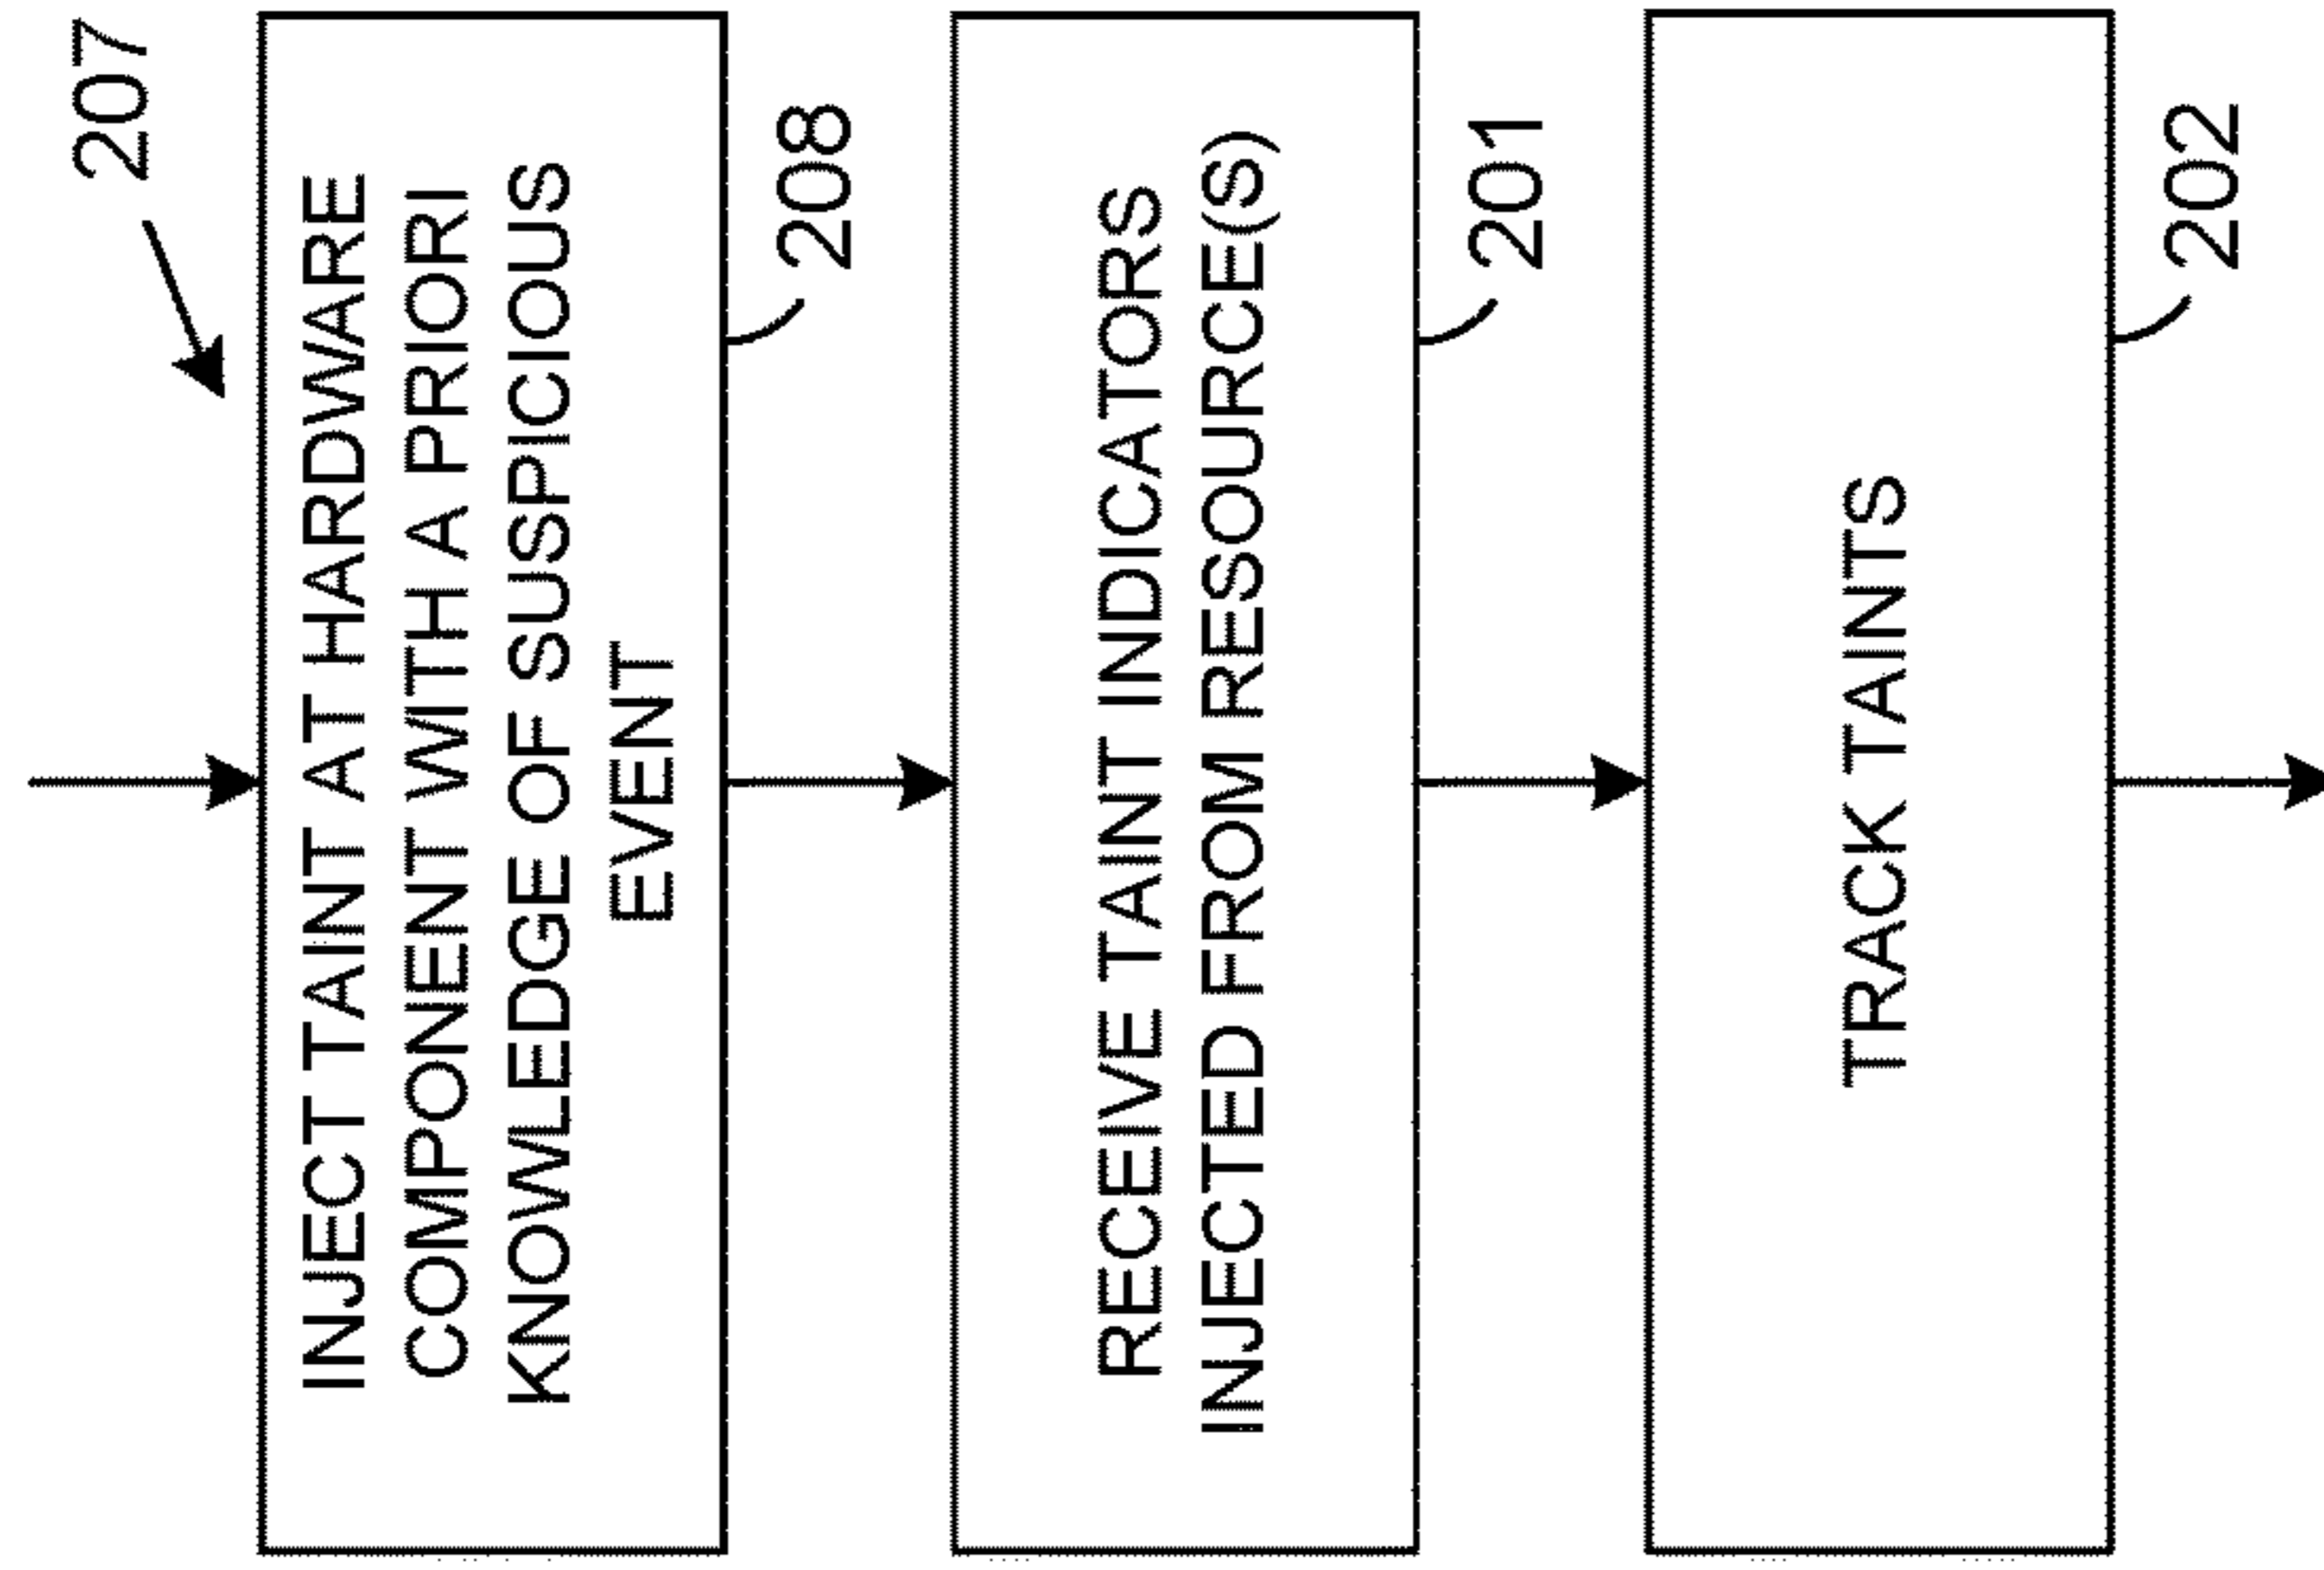 207
INJECT TAINT AT HARDWARE
COMPONENT WITH A PRIORI
KNOWLEDGE OF SUSPICIOUS
EVENT
208
RECEIVE TAINT INDICATORS
INJECTED FROM RESOURCE(S)
201
TRACK TAINTS
202